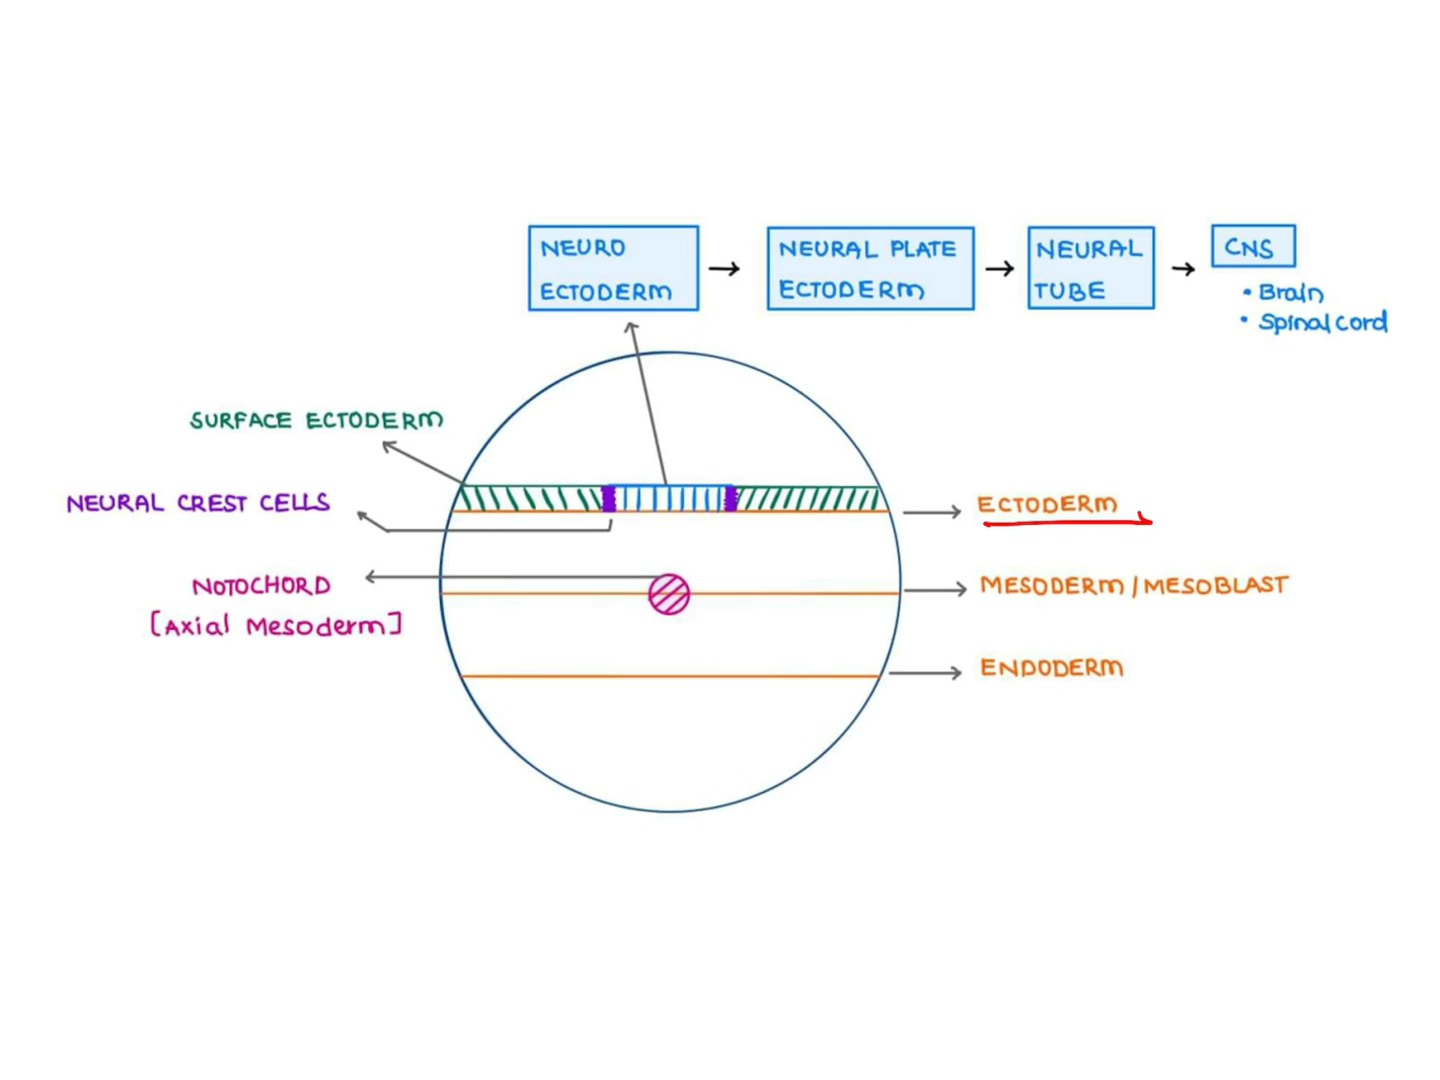 NEURO
ECTODERM
→
NEURAL PLATE
ECTODERM
→
NEURAL
TUBE
→
CNS
• Brain
• Spinal cord
SURFACE ECTODERM
NEURAL CREST CELLS
ECTODERM
NOTOCHORD
[Axial Mesoderm]
MESODERM / MESOBLAST
ENDODERM